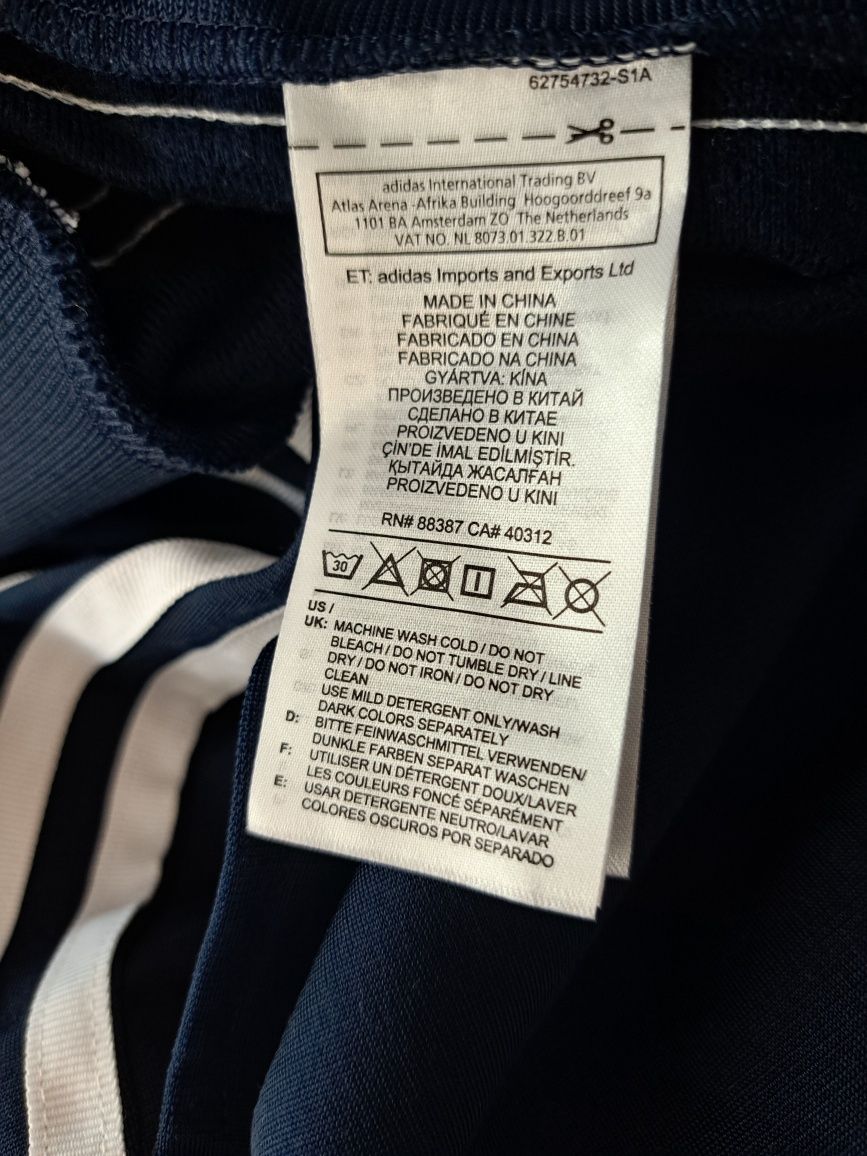 62754732-S1A
adidas International Trading BV
Atlas Arena -Afrika Building Hoogoorddreef 9a
1101 BA Amsterdam ZO The Netherlands
VAT NO. NL 8073.01.322.B.01
ET: adidas Imports and Exports Ltd
MADE IN CHINA
FABRIQUÉ EN CHINE
FABRICADO EN CHINA
FABRICADO NA CHINA
GYÁRTVA: KÍNA
ПРОИЗВЕДЕНО В КИТАЙ
СДЕЛАНО В КИТАЕ
PROIZVEDENO U KINI
ÇİN'DE İMAL EDİLMİŞTİR.
ҚЫТАЙДА ЖАСАЛҒАН
PROIZVEDENO U KINI
RN# 88387 CA# 40312
30
US /
UK: MACHINE WASH COLD / DO NOT
BLEACH / DO NOT TUMBLE DRY / LINE
DRY / DO NOT IRON / DO NOT DRY
CLEAN
USE MILD DETERGENT ONLY/WASH
DARK COLORS SEPARATELY
D: BITTE FEINWASCHMITTEL VERWENDEN/
DUNKLE FARBEN SEPARAT WASCHEN
F: UTILISER UN DÉTERGENT DOUX/LAVER
LES COULEURS FONCÉ SÉPARÉMENT
E: USAR DETERGENTE NEUTRO/LAVAR
COLORES OSCUROS POR SEPARADO